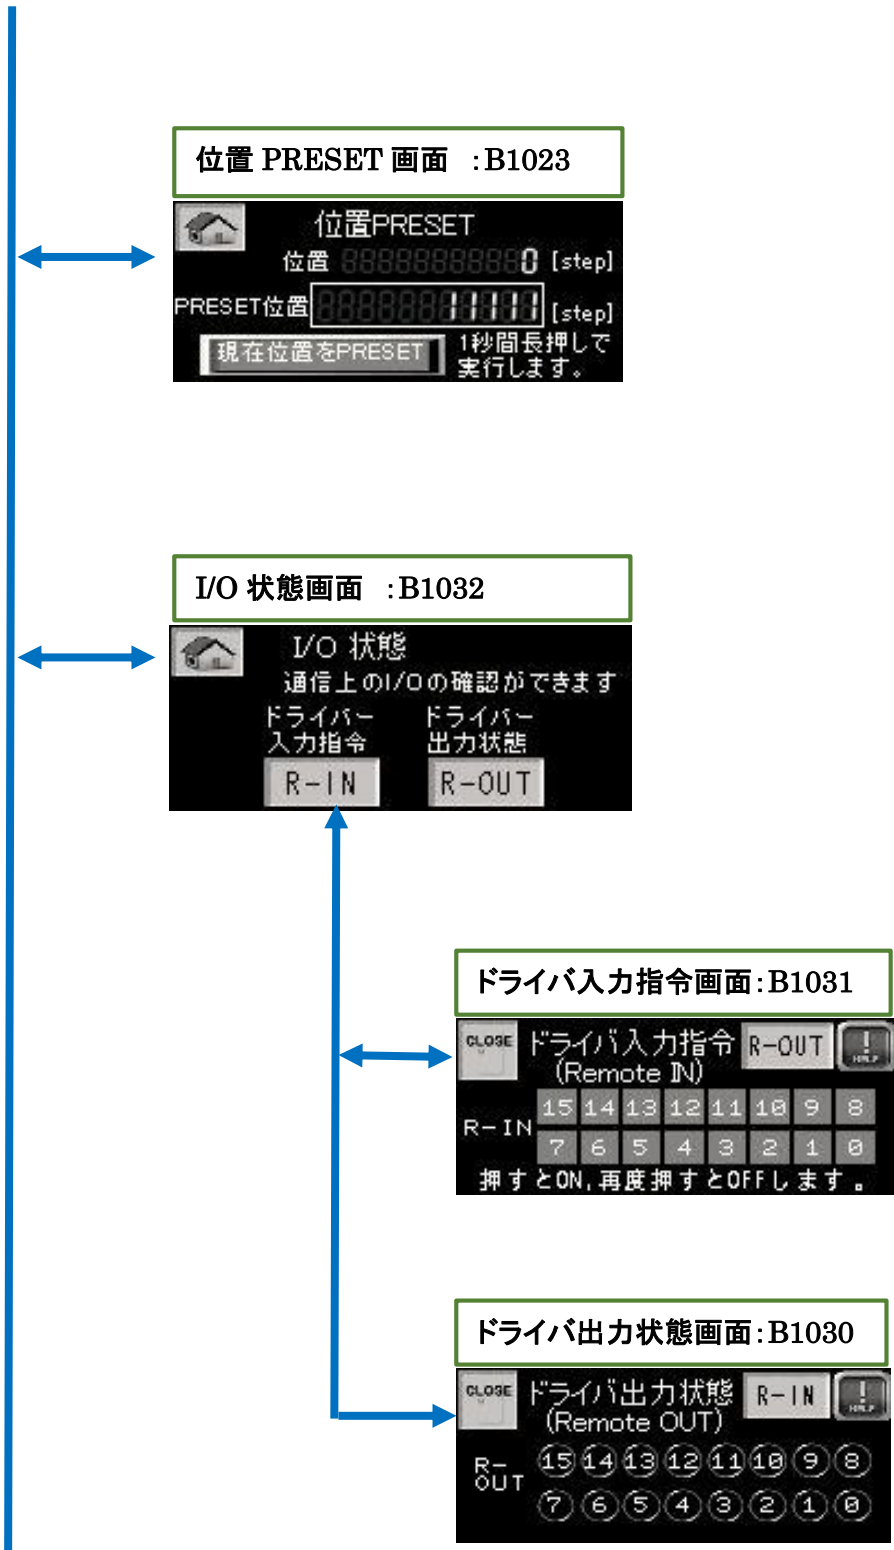 位置 PRESET 画面 :B1023
位置PRESET
位置 0 [step]
PRESET位置 11111 [step]
現在位置をPRESET
1秒間長押しで
実行します。
I/O 状態画面 :B1032
I/O 状態
通信上のI/Oの確認ができます
ドライバー
入力指令
ドライバー
出力状態
R-IN
R-OUT
ドライバ入力指令画面:B1031
CLOSE
ドライバ入力指令
(Remote IN)
R-OUT
!
HELP
R-IN
15 14 13 12 11 10 9 8
7 6 5 4 3 2 1 0
押すとON,再度押すとOFFします。
ドライバ出力状態画面:B1030
CLOSE
ドライバ出力状態
(Remote OUT)
R-IN
!
HELP
R-
OUT
15 14 13 12 11 10 9 8
7 6 5 4 3 2 1 0